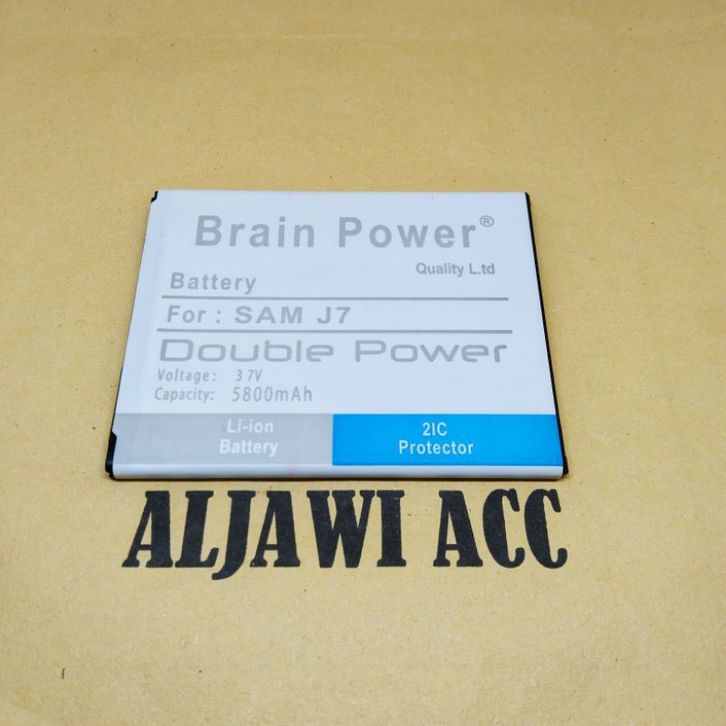 Brain Power®
Quality L.td
Battery
For : SAM J7
Double Power
Voltage: 3.7V
Capacity: 5800mAh
Li-ion
Battery
2IC
Protector
ALJAWI ACC